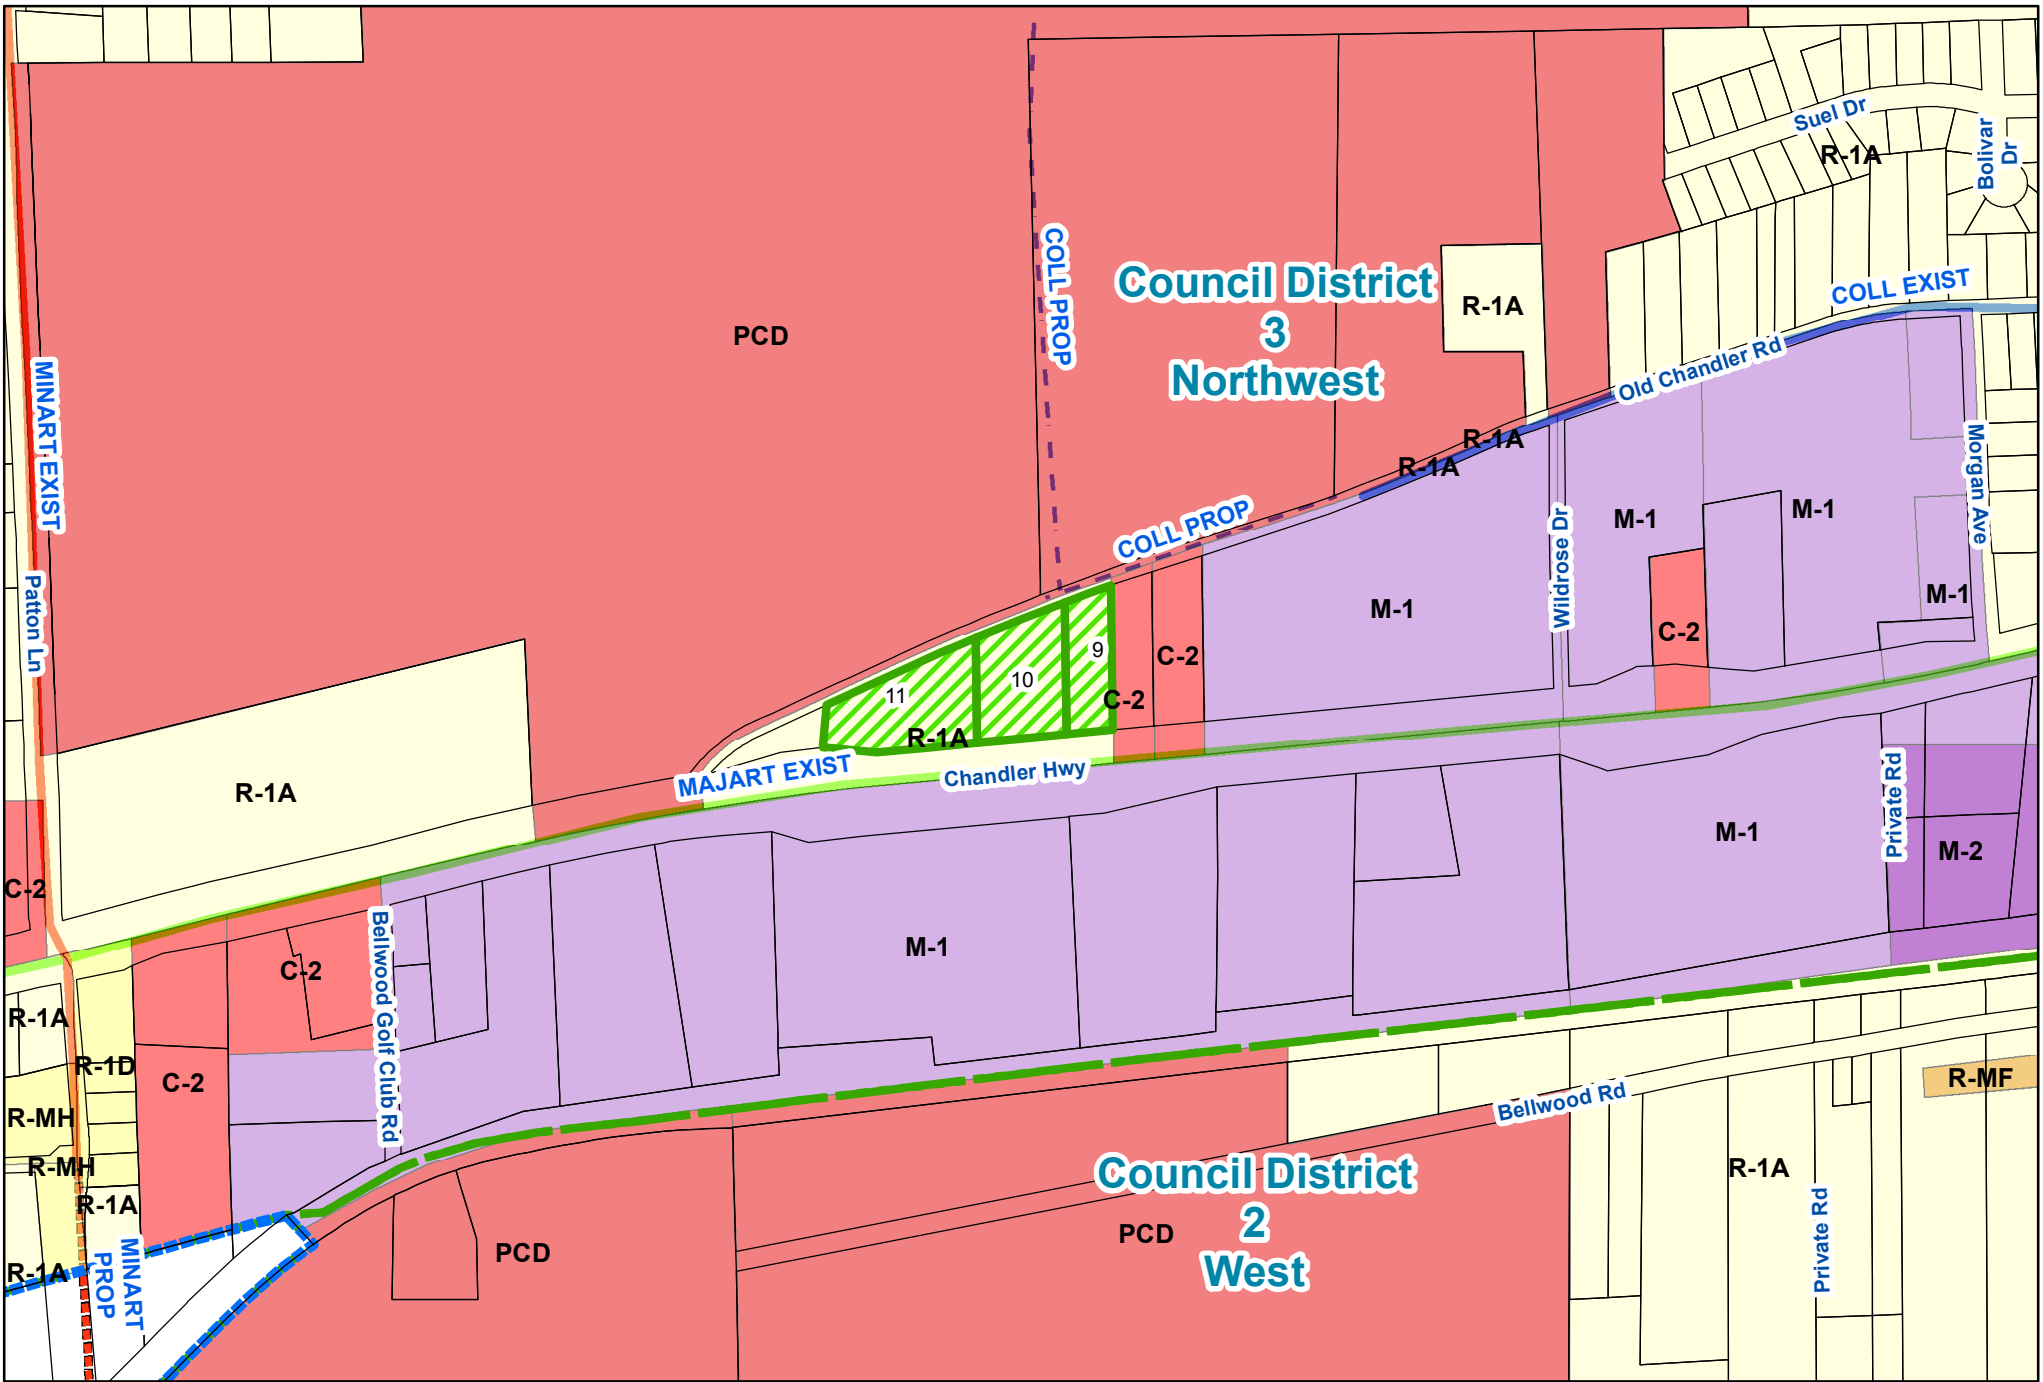 Suel Dr
Bolivar
Dr
R-1A
COLL EXIST
COLL PROP
Council District
3
Northwest
R-1A
PCD
Old Chandler Rd
MINART EXIST
R-1A
R-1A
Morgan Ave
COLL PROP
M-1
M-1
Wildrose Dr
Patton Ln
M-1
M-1
C-2
C-2
9
10
11
C-2
R-1A
MAJART EXIST
Chandler Hwy
R-1A
Private Rd
M-1
M-2
C-2
Bellwood Golf Club Rd
M-1
C-2
R-1A
R-1D
C-2
R-MF
Bellwood Rd
R-MH
R-MH
Council District
2
West
R-1A
R-1A
PCD
PCD
Private Rd
R-1A
MINART
PROP